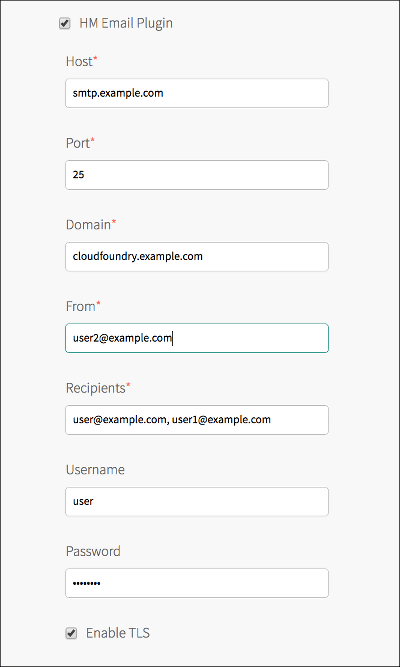 HM Email Plugin
Host*
smtp.example.com
Port*
25
Domain*
cloudfoundry.example.com
From*
user2@example.com
Recipients*
user@example.com, user1@example.com
Username
user
Password
••••••••
Enable TLS